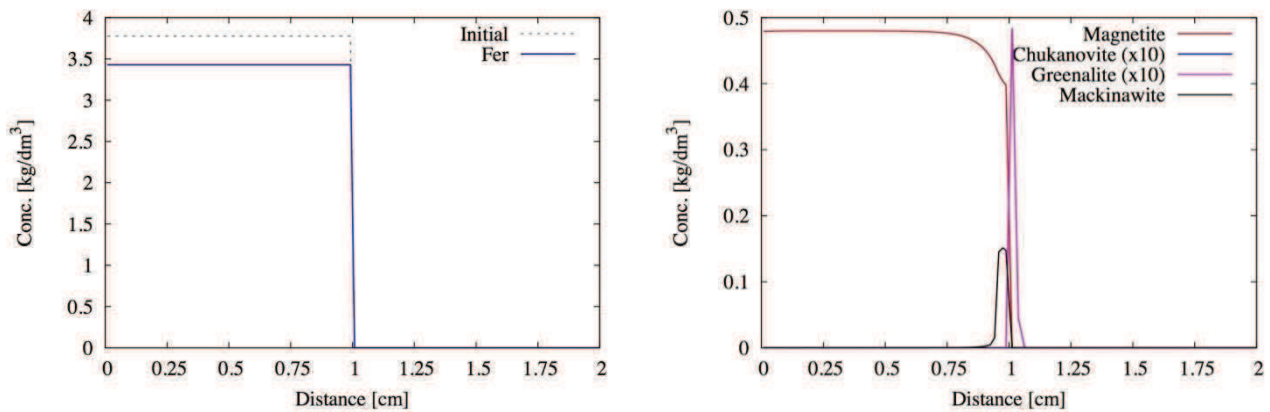 4
3.5
3
2.5
2
1.5
1
0.5
0
Conc. [kg/dm3]
Initial
Fer
0 0.25 0.5 0.75 1 1.25 1.5 1.75 2
Distance [cm]
0.5
0.4
0.3
0.2
0.1
0
Conc. [kg/dm3]
Magnetite
Chukanovite (x10)
Greenalite (x10)
Mackinawite
0 0.25 0.5 0.75 1 1.25 1.5 1.75 2
Distance [cm]